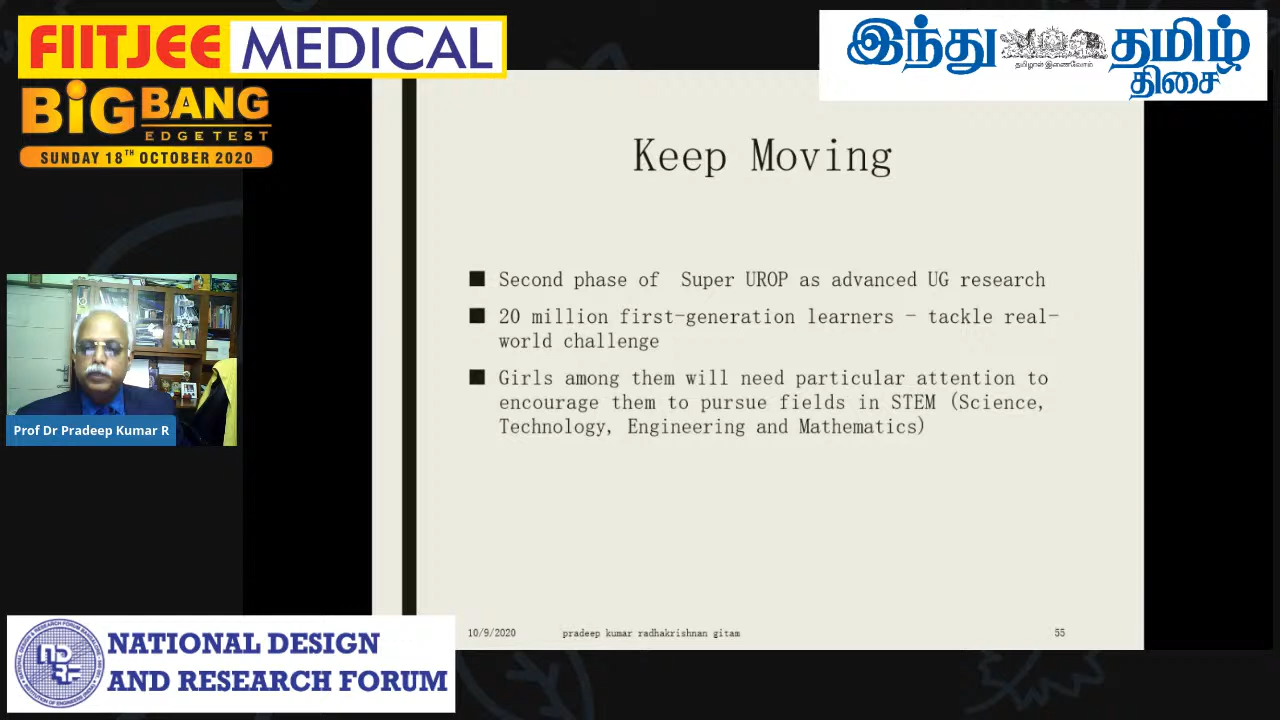 FIITJEE MEDICAL
BiG BANG
EDGE TEST
SUNDAY 18TH OCTOBER 2020
இந்து தமிழ்
தமிழால் இணைவோம்
திசை
Keep Moving
■ Second phase of Super UROP as advanced UG research
■ 20 million first-generation learners – tackle real-
world challenge
■ Girls among them will need particular attention to
encourage them to pursue fields in STEM (Science,
Technology, Engineering and Mathematics)
Prof Dr Pradeep Kumar R
10/9/2020 pradeep kumar radhakrishnan gitam 55
NATIONAL DESIGN
AND RESEARCH FORUM
NDRF